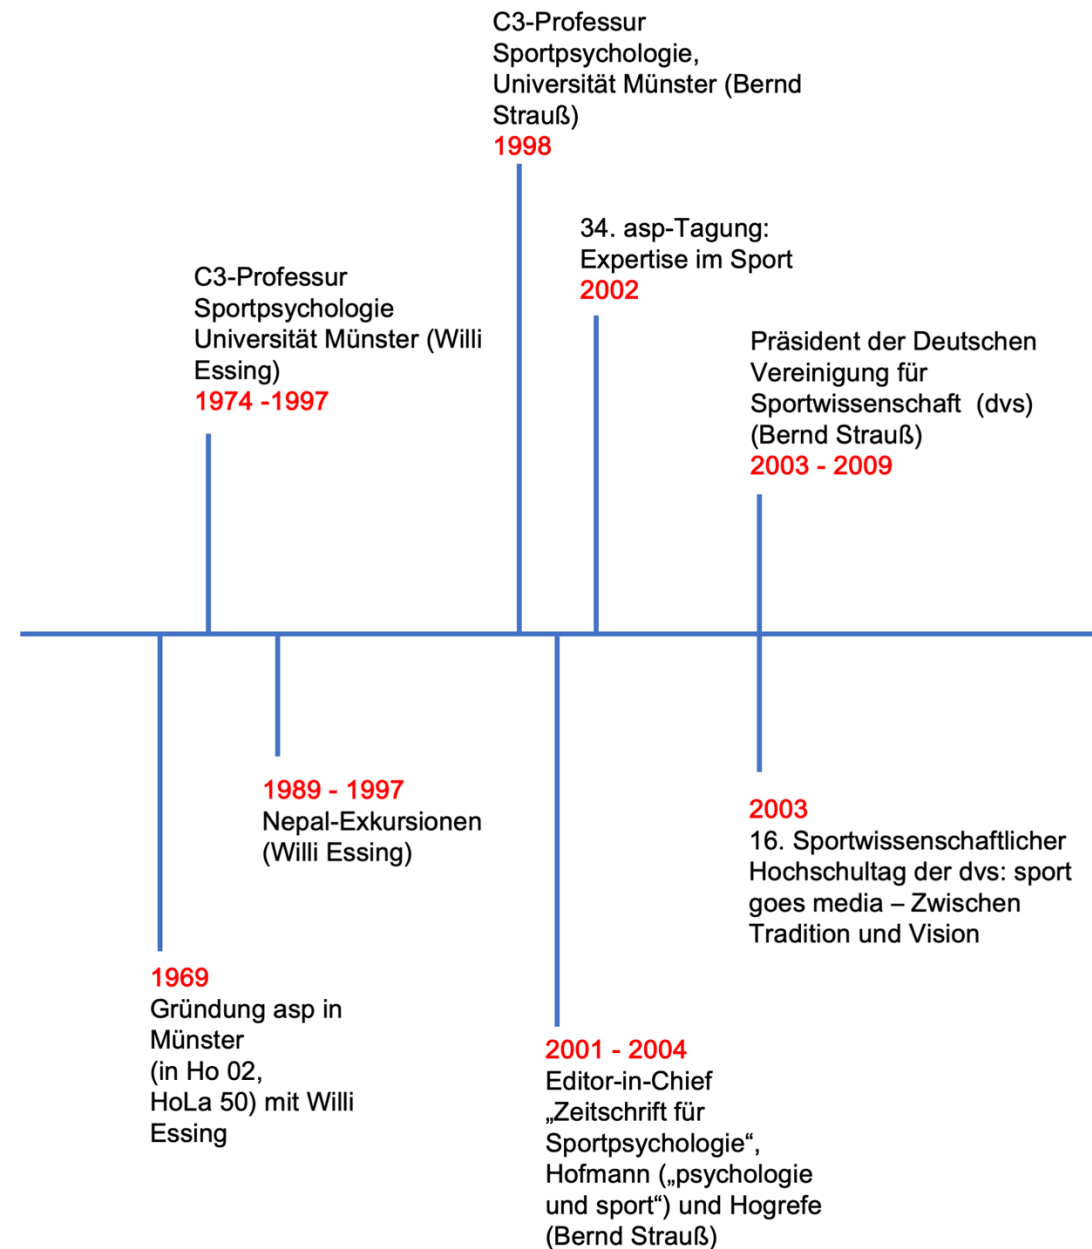 C3-Professur
Sportpsychologie,
Universität Münster (Bernd
Strauß)
1998
34. asp-Tagung:
Expertise im Sport
2002
C3-Professur
Sportpsychologie
Universität Münster (Willi
Essing)
1974 -1997
Präsident der Deutschen
Vereinigung für
Sportwissenschaft  (dvs)
(Bernd Strauß)
2003 - 2009
1989 - 1997
Nepal-Exkursionen
(Willi Essing)
2003
16. Sportwissenschaftlicher
Hochschultag der dvs: sport
goes media – Zwischen
Tradition und Vision
1969
Gründung asp in
Münster
(in Ho 02,
HoLa 50) mit Willi
Essing
2001 - 2004
Editor-in-Chief
„Zeitschrift für
Sportpsychologie“,
Hofmann („psychologie
und sport“) und Hogrefe
(Bernd Strauß)